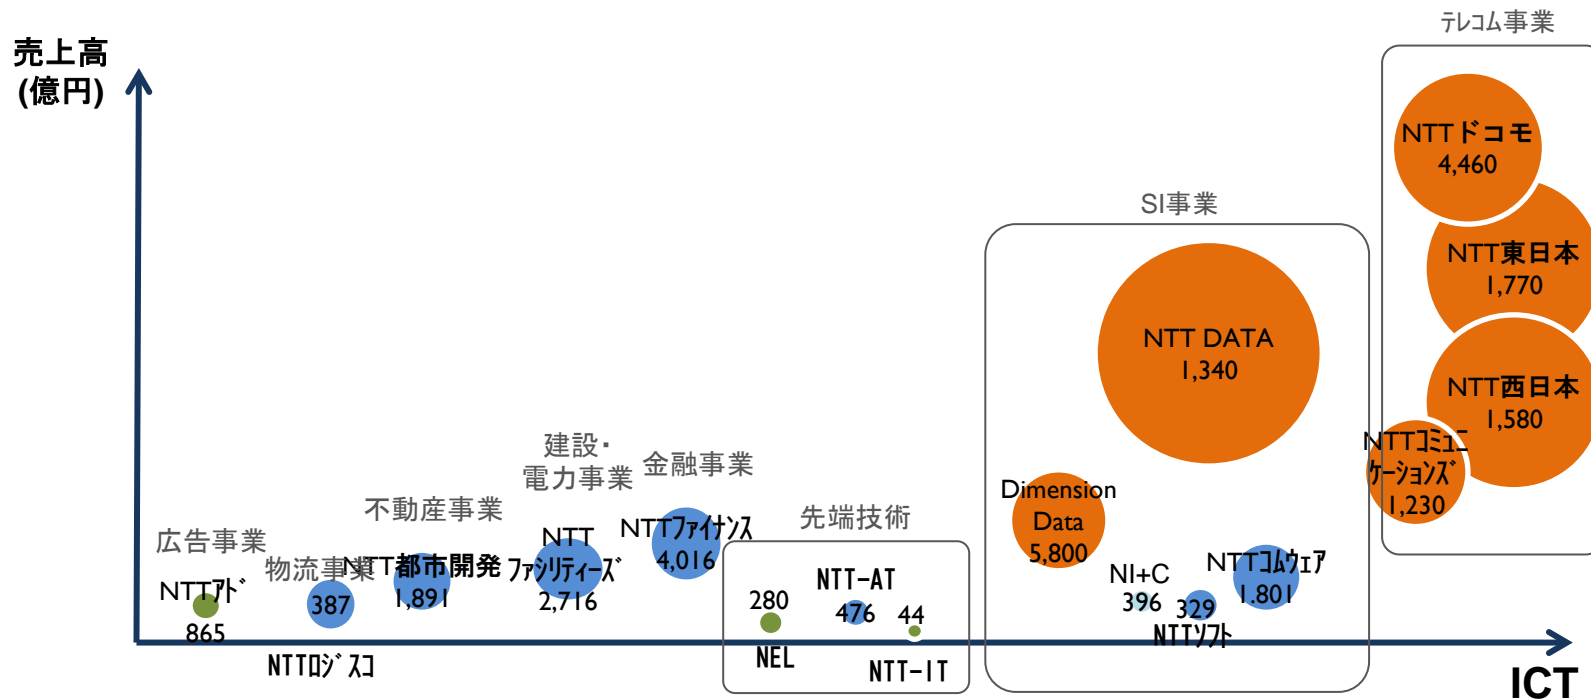 売上高
(億円)
テレコム事業
NTTドコモ
4,460
NTT東日本
1,770
NTT西日本
1,580
NTTコミュニ
ケーションズ
1,230
SI事業
NTT DATA
1,340
Dimension
Data
5,800
NI+C
396
329
NTTソフト
NTTコムウェア
1.801
先端技術
NTT-AT
476
280
NEL
44
NTT-IT
金融事業
NTTファイナンス
4,016
建設・
電力事業
NTT
ファシリティーズ
2,716
不動産事業
NTT都市開発
1,891
物流事業
387
NTTロジスコ
広告事業
NTTアド
865
ICT